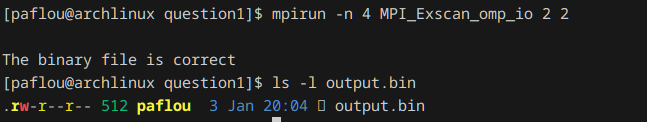 [paflou@archlinux question1]$ mpirun -n 4 MPI_Exscan_omp_io 2 2
The binary file is correct
[paflou@archlinux question1]$ ls -l output.bin
.rw-r--r-- 512 paflou  3 Jan 20:04 ▯ output.bin